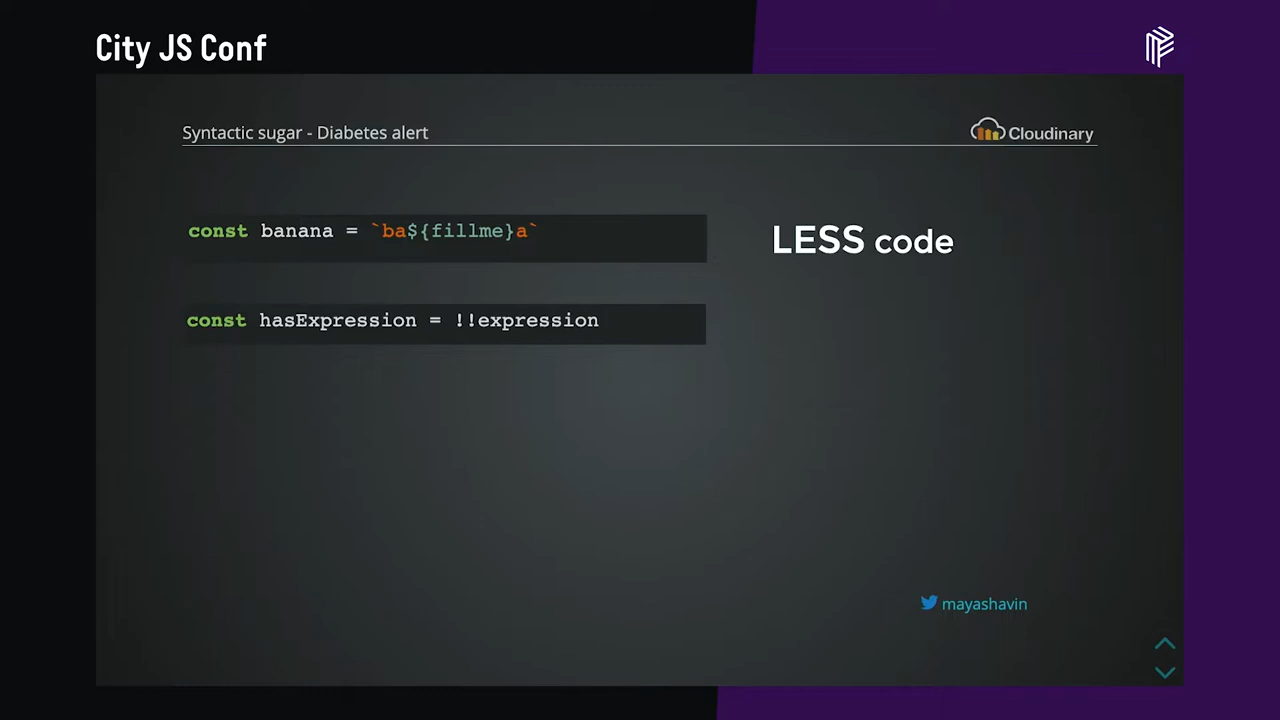 City JS Conf
Syntactic sugar - Diabetes alert
Cloudinary
const banana = `ba${fillme}a`
LESS code
const hasExpression = !!expression
mayashavin